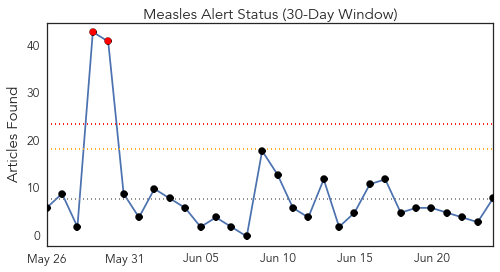 Measles Alert Status (30-Day Window)
Articles Found
40
30
20
10
0
May 26
May 31
Jun 05
Jun 10
Jun 15
Jun 20